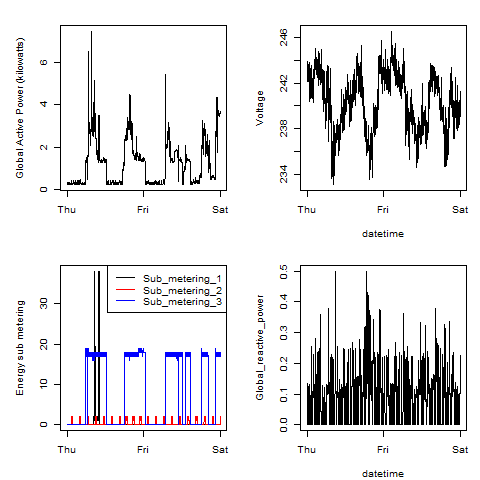 Global Active Power (kilowatts)
6
4
2
0
Thu
Fri
Sat
Voltage
246
242
238
234
Thu
Fri
Sat
datetime
Energy sub metering
30
20
10
0
Sub_metering_1
Sub_metering_2
Sub_metering_3
Thu
Fri
Sat
Global_reactive_power
0.5
0.4
0.3
0.2
0.1
0.0
Thu
Fri
Sat
datetime